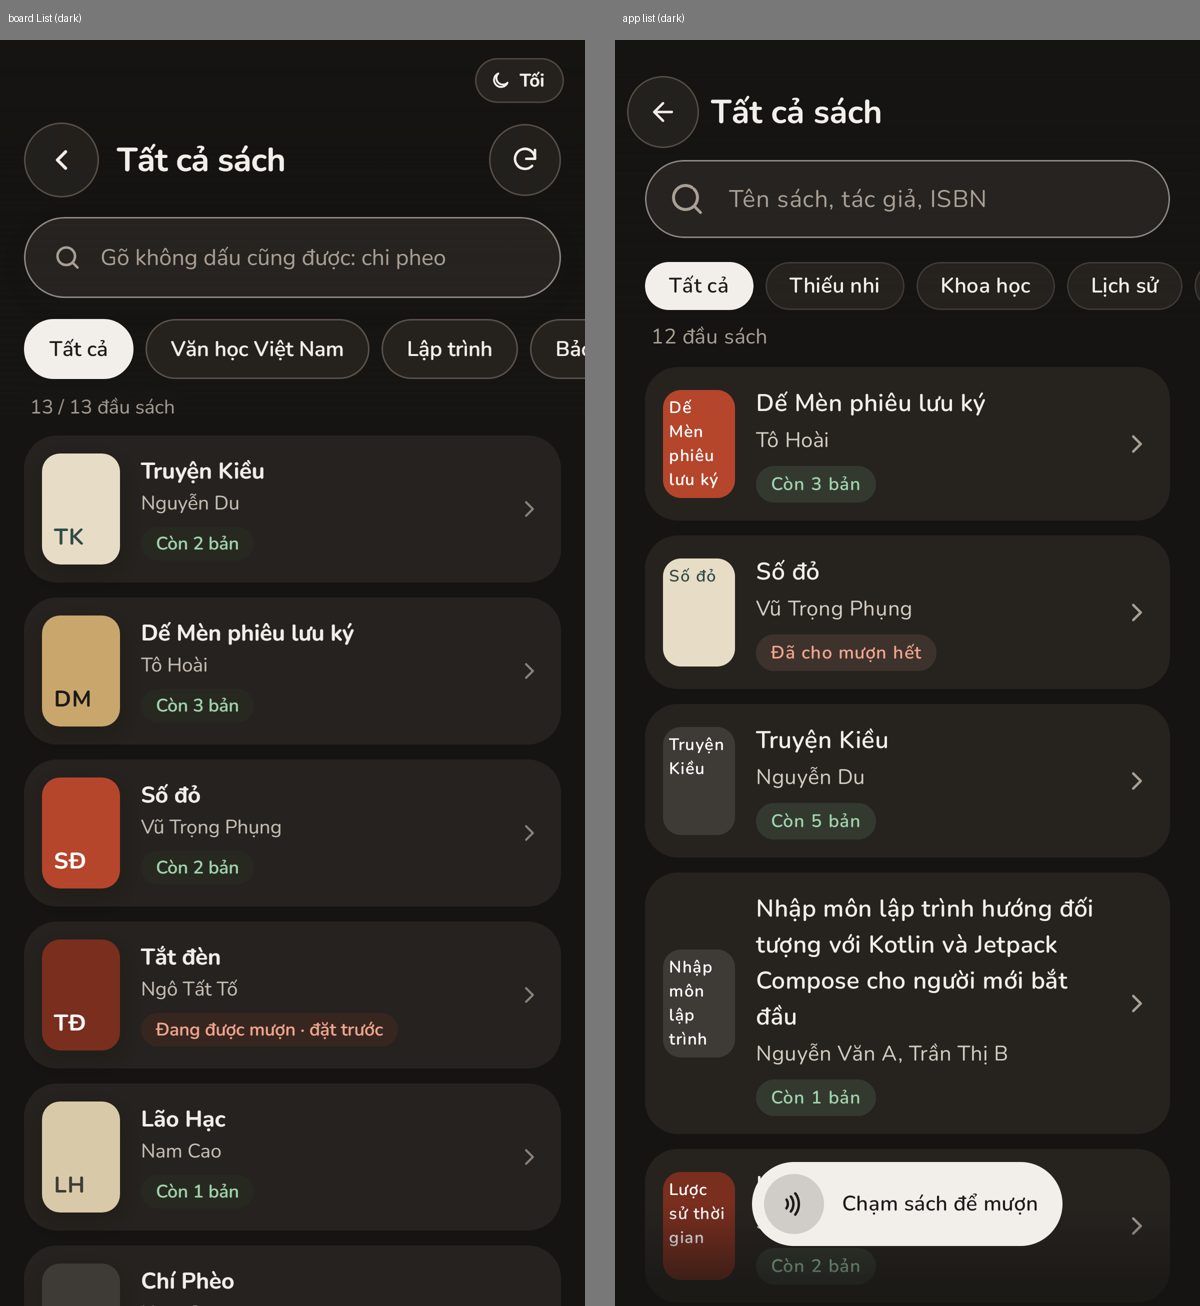 board List (dark)
Tối
Tất cả sách
Gõ không dấu cũng được: chi pheo
Tất cả
Văn học Việt Nam
Lập trình
13 / 13 đầu sách
TK
Truyện Kiều
Nguyễn Du
Còn 2 bản
DM
Dế Mèn phiêu lưu ký
Tô Hoài
Còn 3 bản
SĐ
Số đỏ
Vũ Trọng Phụng
Còn 2 bản
TĐ
Tắt đèn
Ngô Tất Tố
Đang được mượn · đặt trước
LH
Lão Hạc
Nam Cao
Còn 1 bản
Chí Phèo
app list (dark)
Tất cả sách
Tên sách, tác giả, ISBN
Tất cả
Thiếu nhi
Khoa học
Lịch sử
12 đầu sách
Dế
Mèn
phiêu
lưu ký
Dế Mèn phiêu lưu ký
Tô Hoài
Còn 3 bản
Số đỏ
Số đỏ
Vũ Trọng Phụng
Đã cho mượn hết
Truyện
Kiều
Truyện Kiều
Nguyễn Du
Còn 5 bản
Nhập
môn
lập
trình
Nhập môn lập trình hướng đối
tượng với Kotlin và Jetpack
Compose cho người mới bắt
đầu
Nguyễn Văn A, Trần Thị B
Còn 1 bản
Lược
sử thời
gian
Chạm sách để mượn
Còn 2 bản